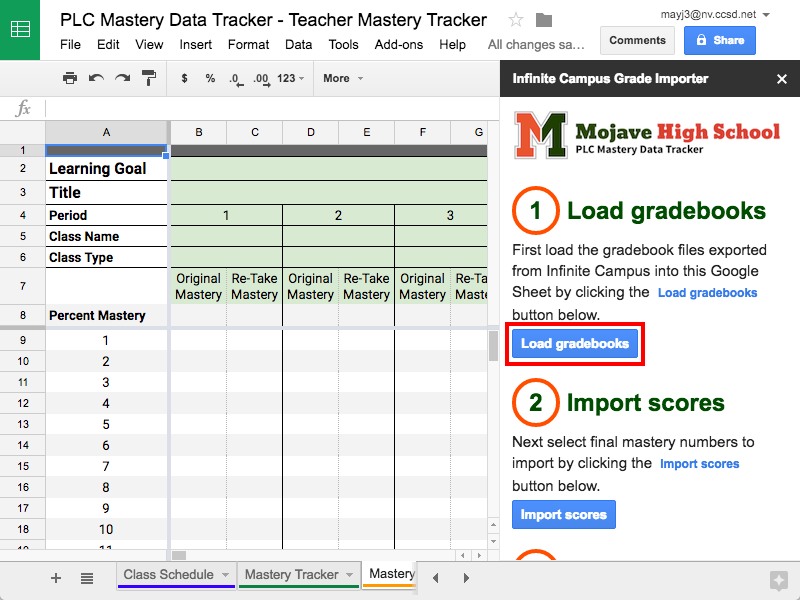 PLC Mastery Data Tracker - Teacher Mastery Tracker
mayj3@nv.ccsd.net
File Edit View Insert Format Data Tools Add-ons Help All changes sa…
Comments
Share
$ % .0 .00 123 More
Infinite Campus Grade Importer
fx
A B C D E F G
1
2 Learning Goal
3 Title
4 Period 1 2 3
5 Class Name
6 Class Type
7 Original Re-Take Original Re-Take Original Re-Ta
Mastery Mastery Mastery Mastery Mastery Maste
8 Percent Mastery
9 1
10 2
11 3
12 4
13 5
14 6
15 7
16 8
17 9
18 10
19 11
+ Class Schedule Mastery Tracker Mastery
M Mojave High School
PLC Mastery Data Tracker
1 Load gradebooks
First load the gradebook files exported
from Infinite Campus into this Google
Sheet by clicking the Load gradebooks
button below.
Load gradebooks
2 Import scores
Next select final mastery numbers to
import by clicking the Import scores
button below.
Import scores